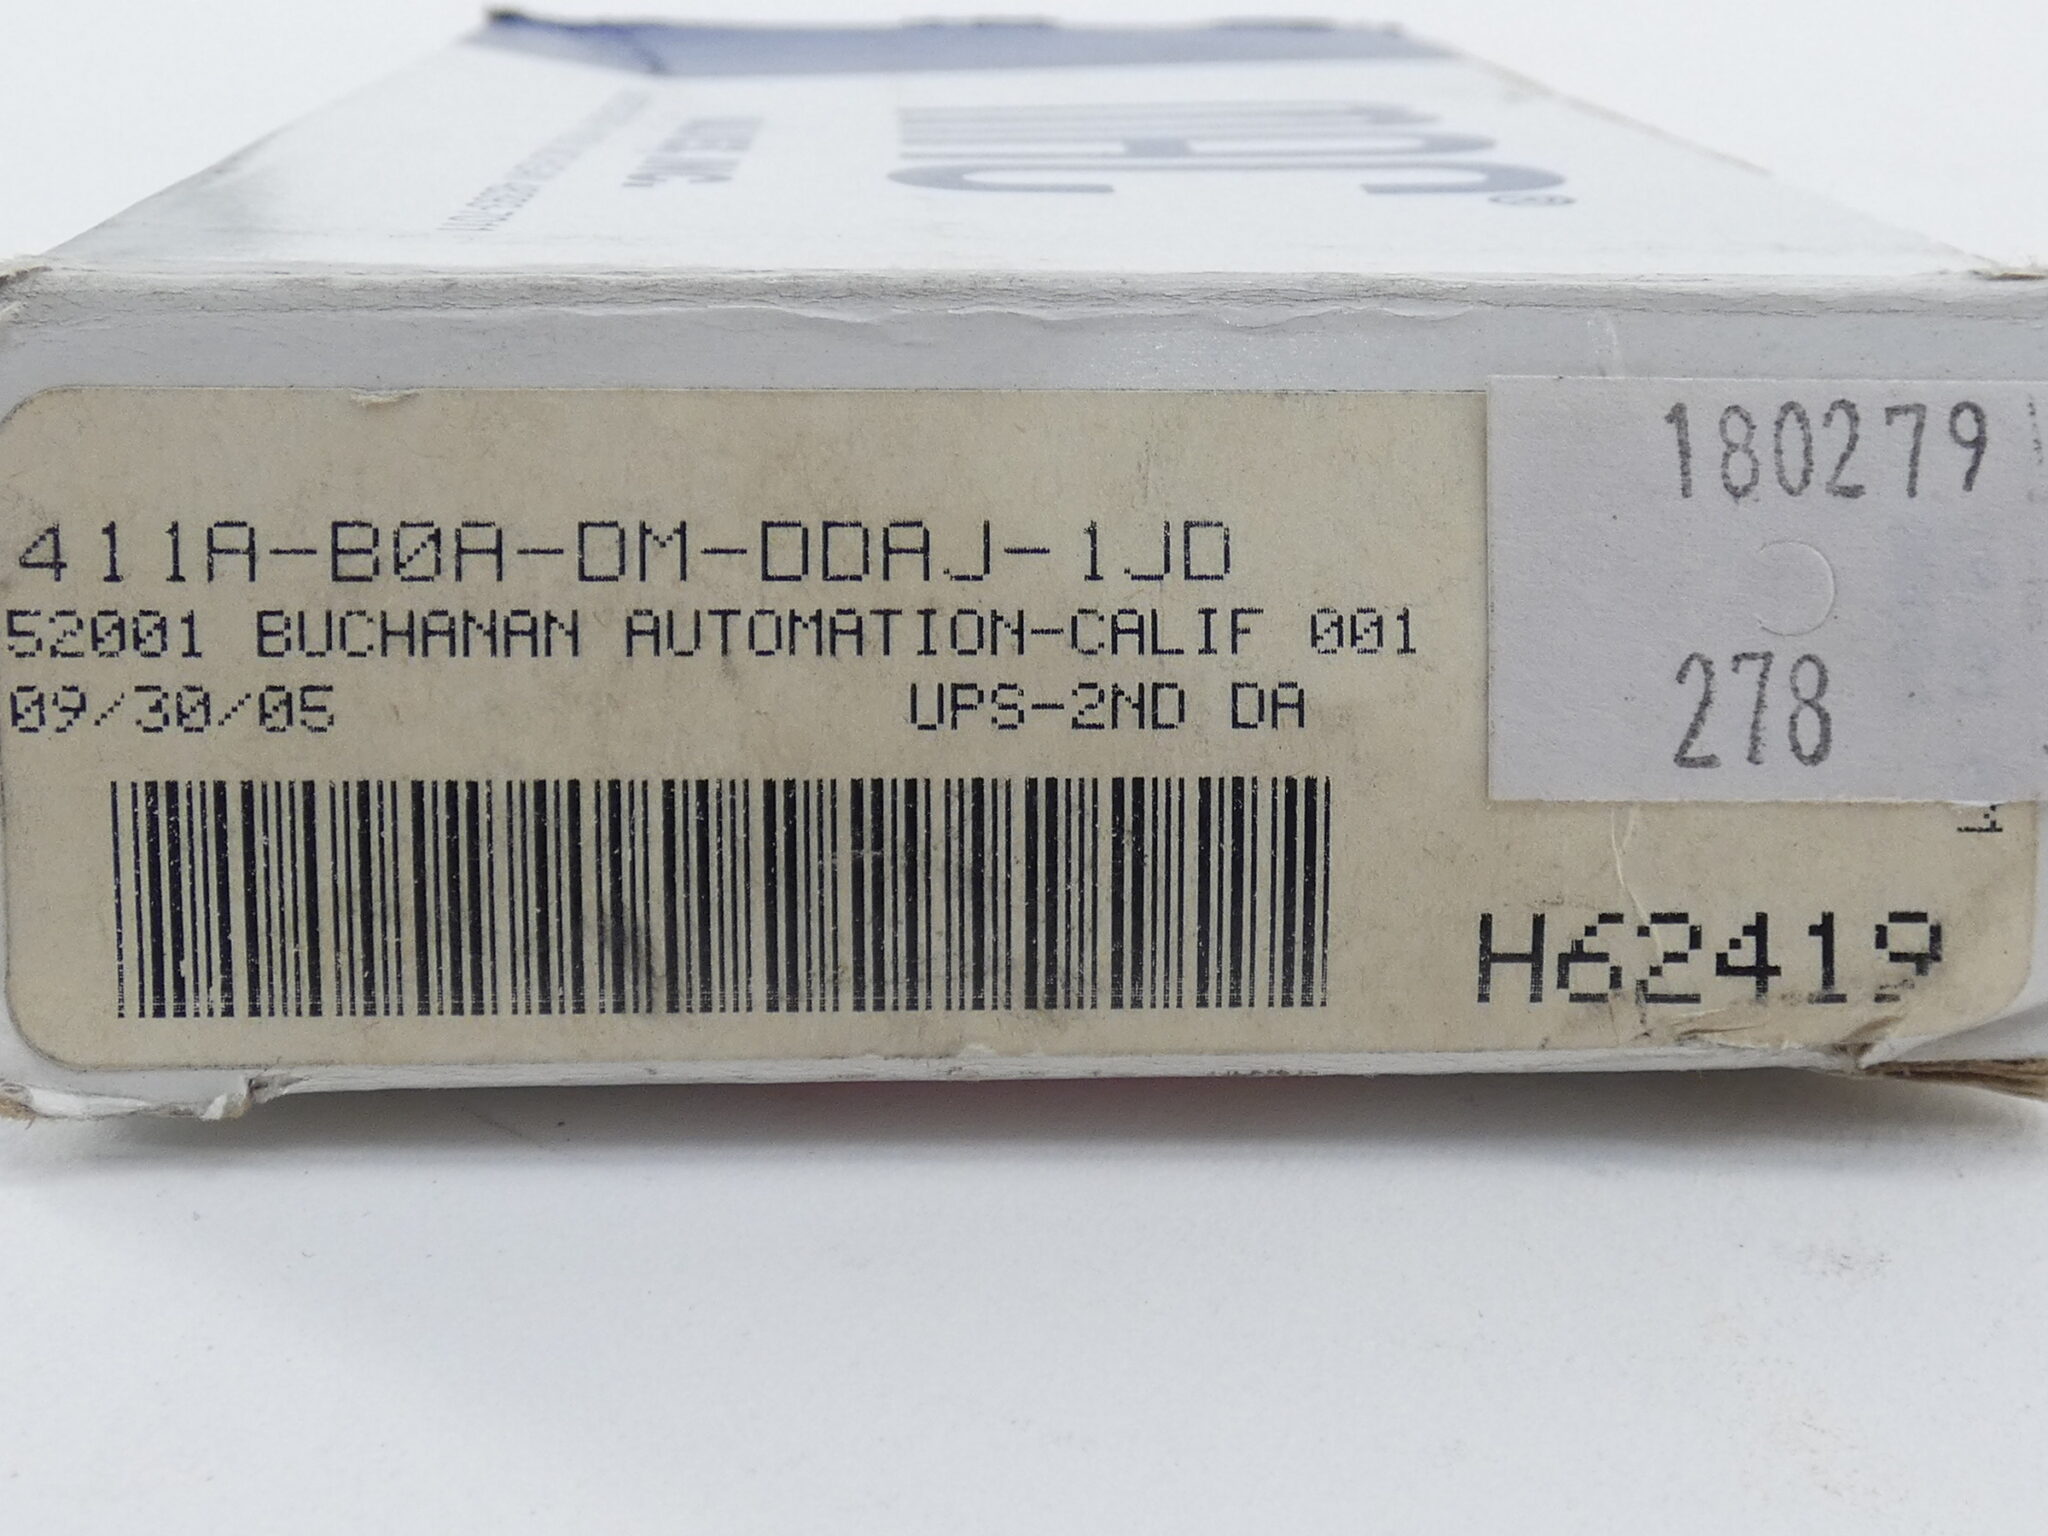 mac®
180279
411A-B0A-DM-DDAJ-1JD
52001 BUCHANAN AUTOMATION-CALIF 001
278
09/30/05 UPS-2ND DA
H62419